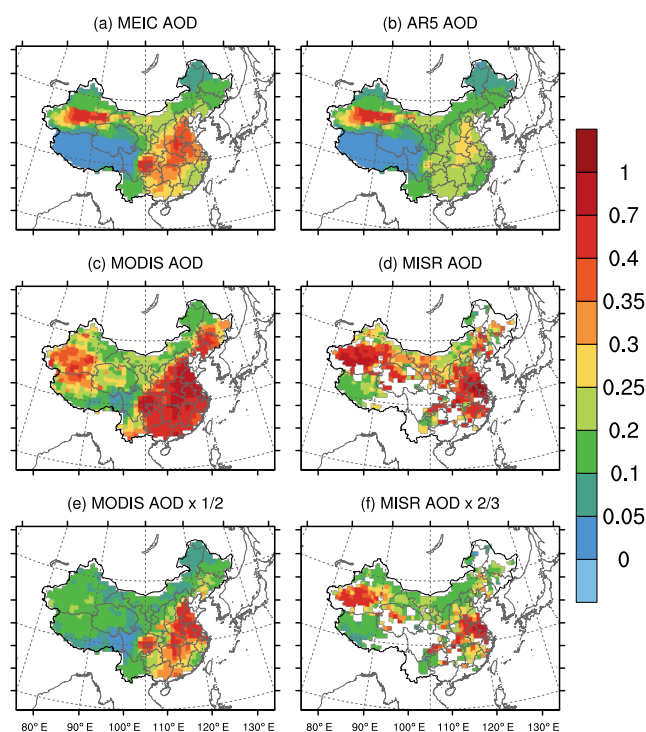 (a) MEIC AOD
(b) AR5 AOD
(c) MODIS AOD
(d) MISR AOD
(e) MODIS AOD x 1/2
(f) MISR AOD x 2/3
1
0.7
0.4
0.35
0.3
0.25
0.2
0.1
0.05
0
80° E 90° E 100° E 110° E 120° E 130° E
80° E 90° E 100° E 110° E 120° E 130° E